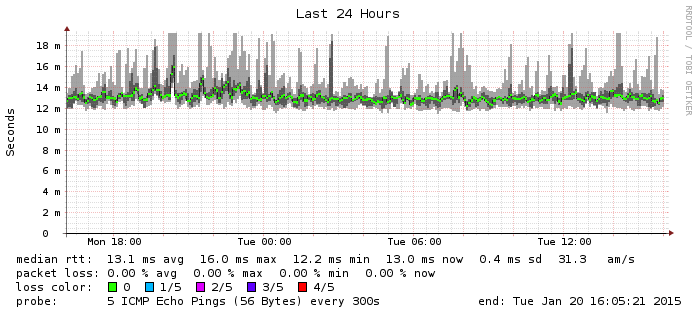 Last 24 Hours
RRDTOOL / TOBI OETIKER
Seconds
18 m
16 m
14 m
12 m
10 m
8 m
6 m
4 m
2 m
0
Mon 18:00 Tue 00:00 Tue 06:00 Tue 12:00
median rtt: 13.1 ms avg 16.0 ms max 12.2 ms min 13.0 ms now 0.4 ms sd 31.3 am/s
packet loss: 0.00 % avg 0.00 % max 0.00 % min 0.00 % now
loss color: 0 1/5 2/5 3/5 4/5
probe: 5 ICMP Echo Pings (56 Bytes) every 300s end: Tue Jan 20 16:05:21 2015